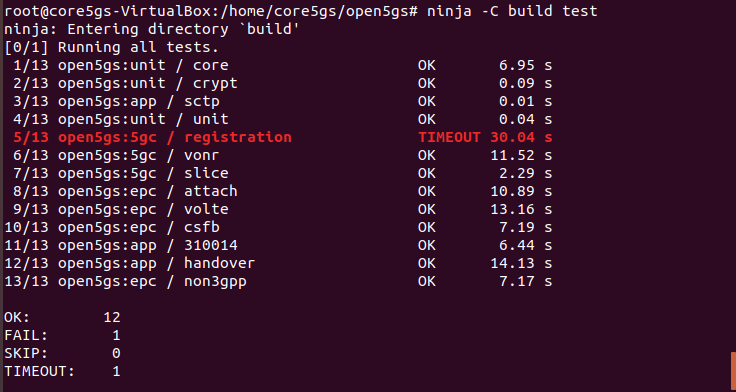 root@core5gs-VirtualBox:/home/core5gs/open5gs# ninja -C build test
ninja: Entering directory `build'
[0/1] Running all tests.
 1/13 open5gs:unit / core                     OK       6.95 s
 2/13 open5gs:unit / crypt                    OK       0.09 s
 3/13 open5gs:app / sctp                      OK       0.01 s
 4/13 open5gs:unit / unit                     OK       0.04 s
 5/13 open5gs:5gc / registration              TIMEOUT 30.04 s
 6/13 open5gs:5gc / vonr                      OK      11.52 s
 7/13 open5gs:5gc / slice                     OK       2.29 s
 8/13 open5gs:epc / attach                    OK      10.89 s
 9/13 open5gs:epc / volte                     OK      13.16 s
10/13 open5gs:epc / csfb                      OK       7.19 s
11/13 open5gs:app / 310014                    OK       6.44 s
12/13 open5gs:app / handover                  OK      14.13 s
13/13 open5gs:epc / non3gpp                   OK       7.17 s

OK:        12
FAIL:       1
SKIP:       0
TIMEOUT:    1